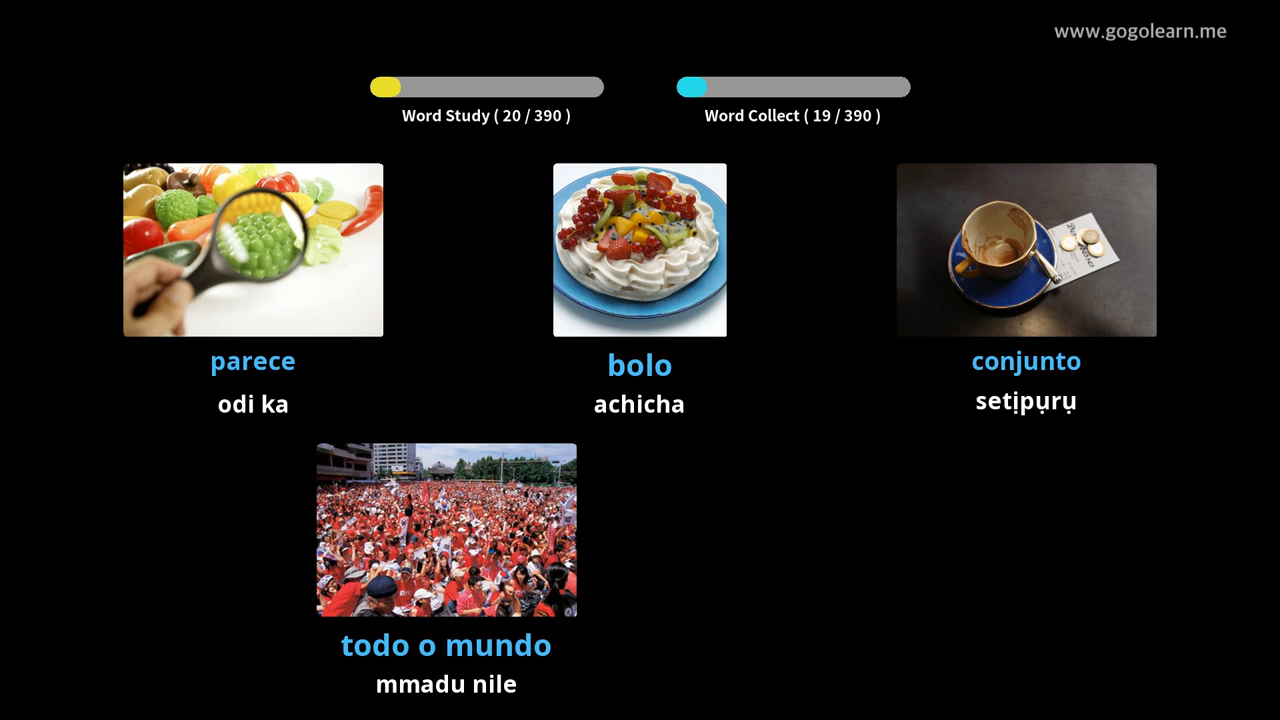 www.gogolearn.me
Word Study ( 20 / 390 )
Word Collect ( 19 / 390 )
parece
bolo
conjunto
odi ka
achicha
setịpụrụ
todo o mundo
mmadu nile